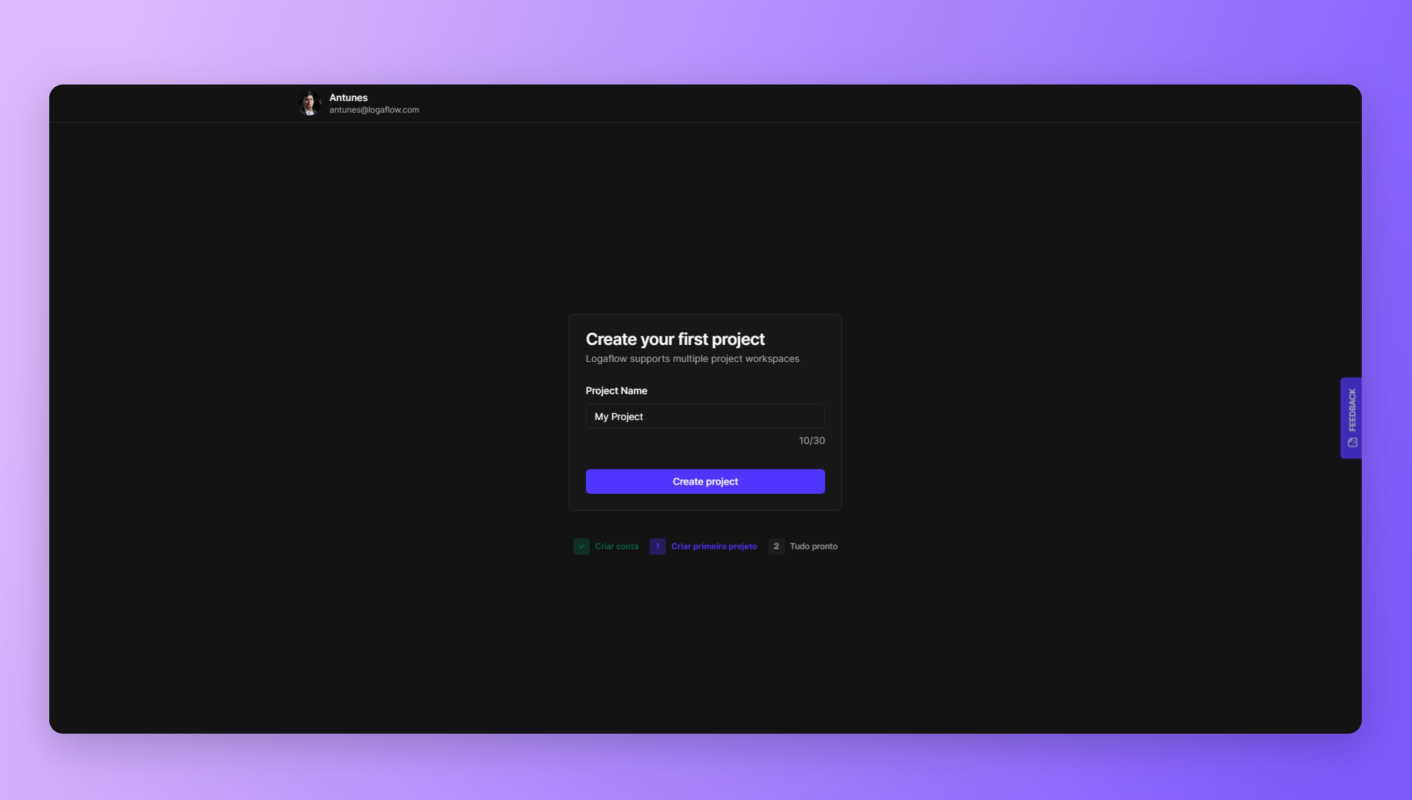 Antunes
antunes@logaflow.com
Create your first project
Logaflow supports multiple project workspaces
Project Name
My Project
10/30
Create project
Criar conta 1 Criar primeiro projeto 2 Tudo pronto
FEEDBACK